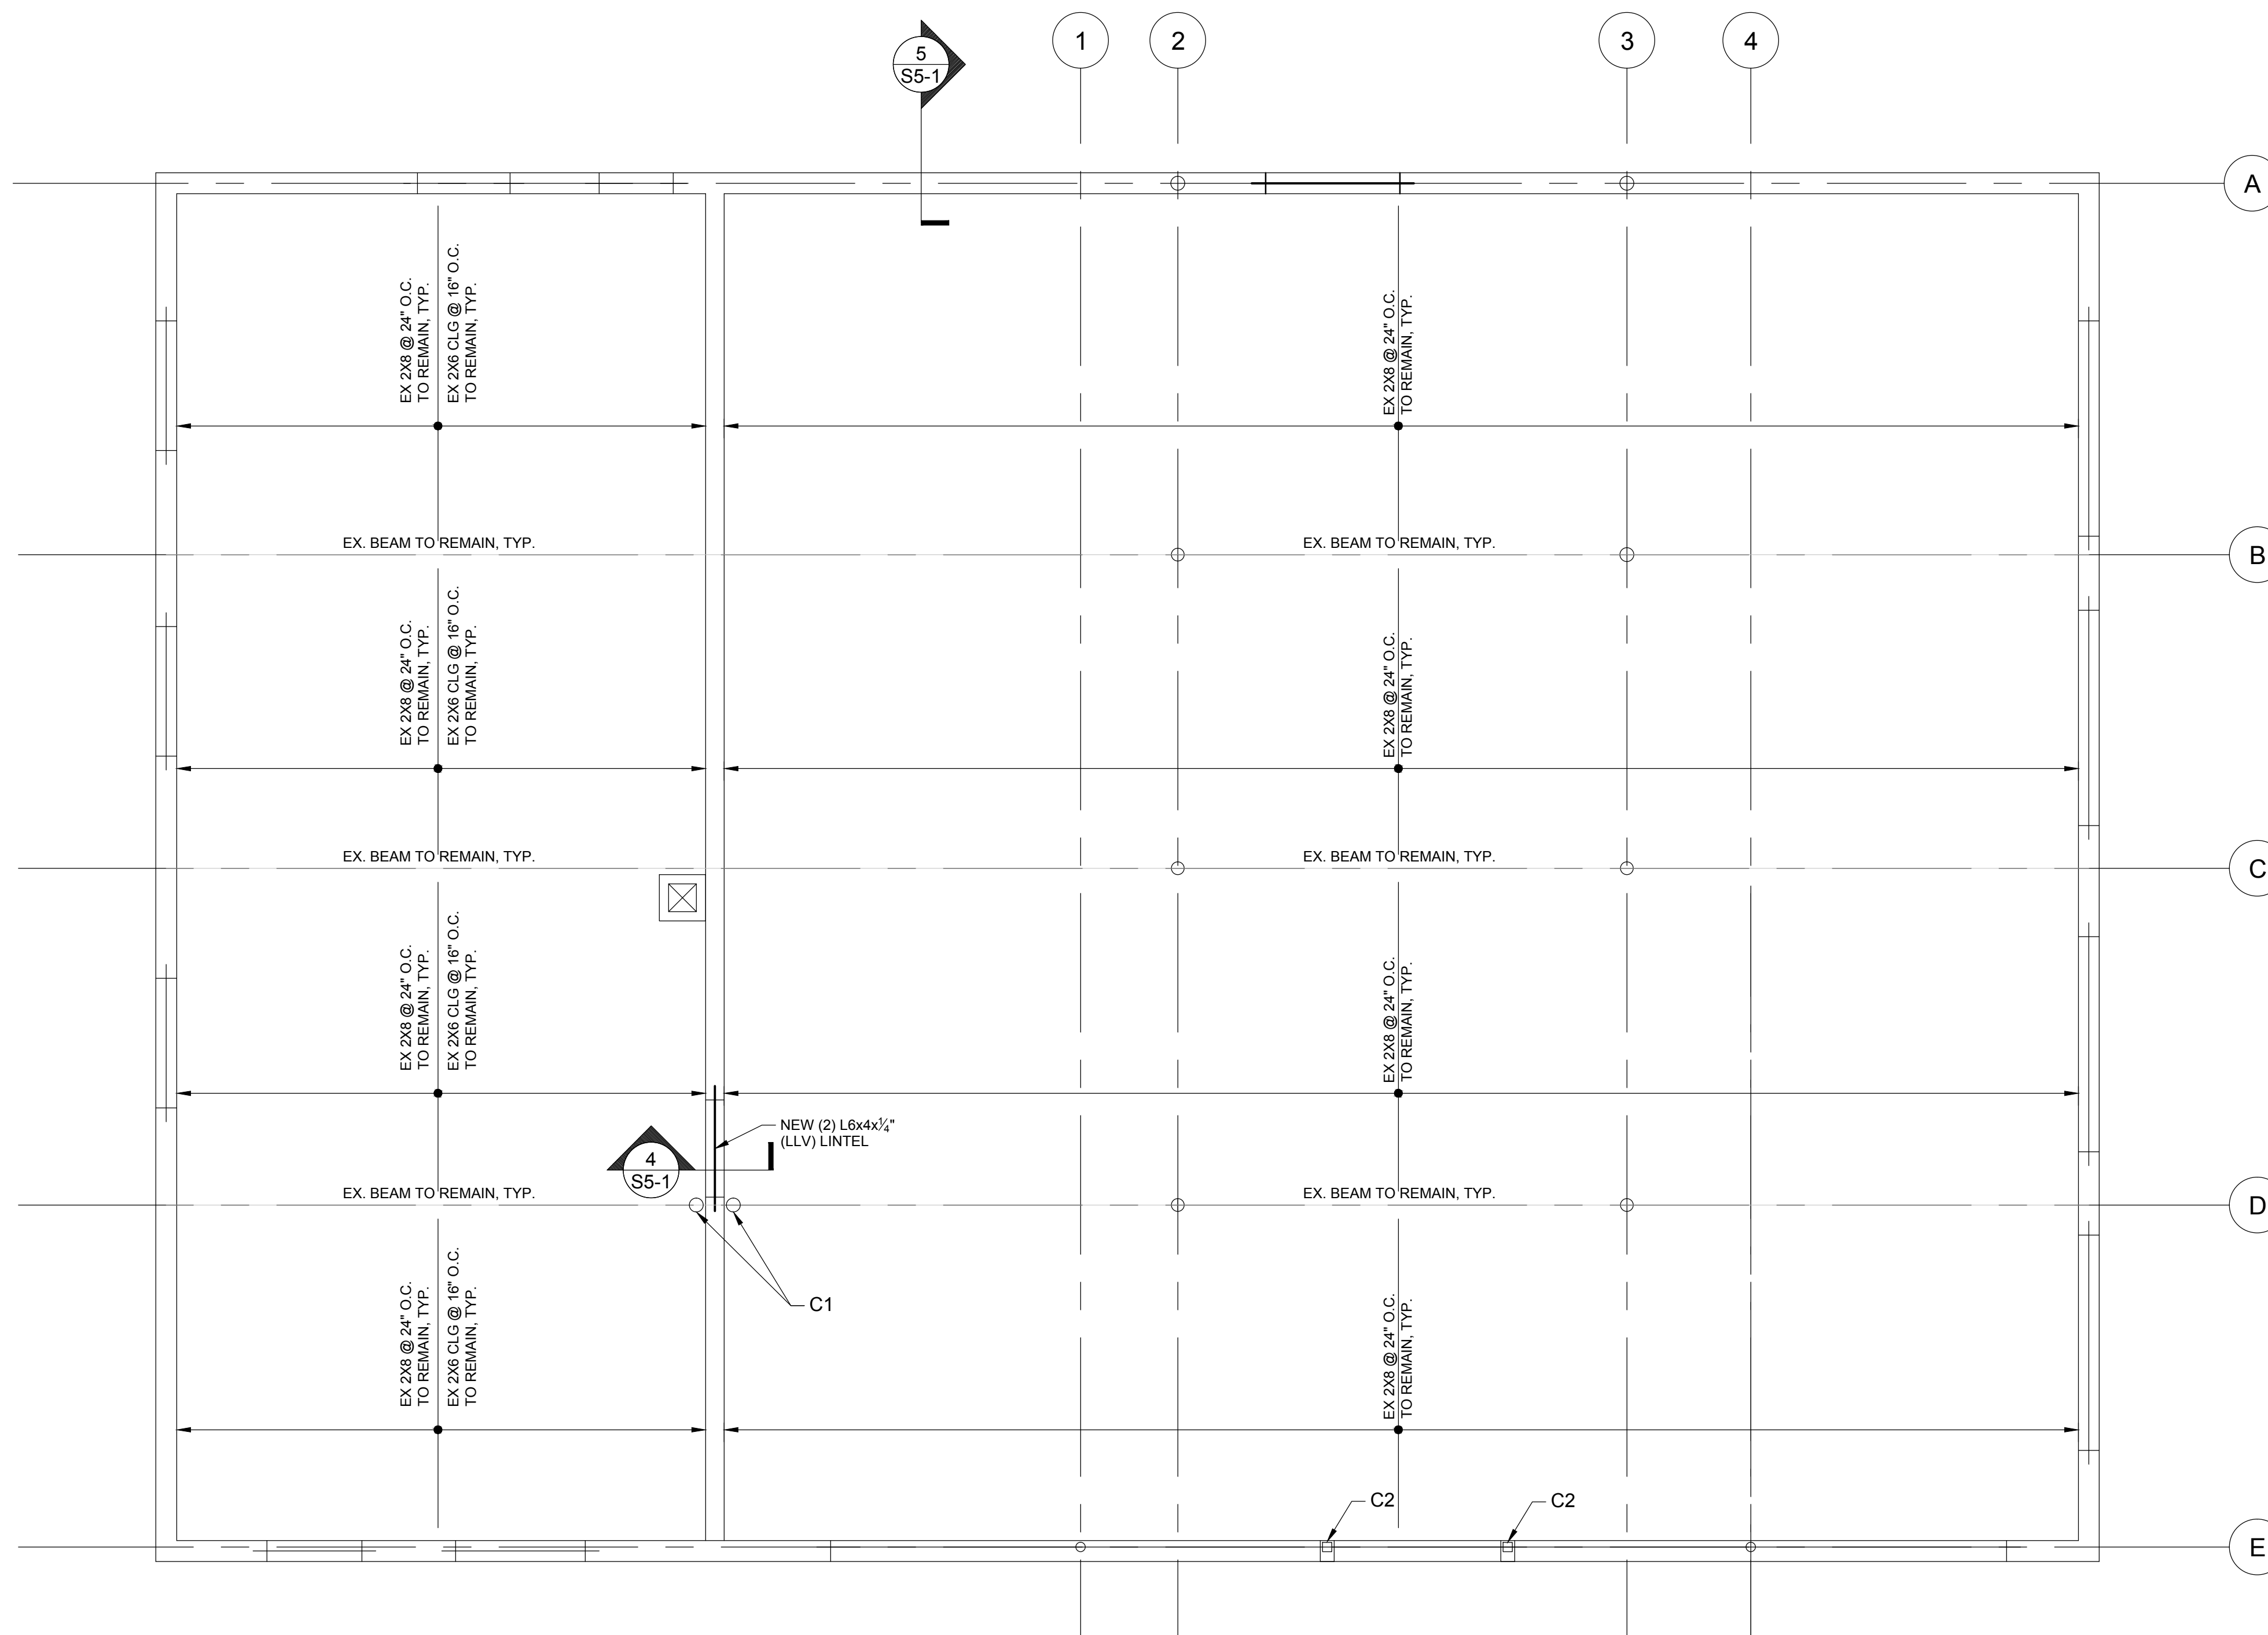 5
S5-1
1
2
3
4
A
EX 2X8 @ 24" O.C.
TO REMAIN, TYP.
EX 2X6 CLG @ 16" O.C.
TO REMAIN, TYP.
EX 2X8 @ 24" O.C.
TO REMAIN, TYP.
EX. BEAM TO REMAIN, TYP.
EX. BEAM TO REMAIN, TYP.
B
EX 2X8 @ 24" O.C.
TO REMAIN, TYP.
EX 2X6 CLG @ 16" O.C.
TO REMAIN, TYP.
EX 2X8 @ 24" O.C.
TO REMAIN, TYP.
EX. BEAM TO REMAIN, TYP.
EX. BEAM TO REMAIN, TYP.
C
EX 2X8 @ 24" O.C.
TO REMAIN, TYP.
EX 2X6 CLG @ 16" O.C.
TO REMAIN, TYP.
EX 2X8 @ 24" O.C.
TO REMAIN, TYP.
NEW (2) L6x4x¼"
(LLV) LINTEL
4
S5-1
EX. BEAM TO REMAIN, TYP.
EX. BEAM TO REMAIN, TYP.
D
EX 2X8 @ 24" O.C.
TO REMAIN, TYP.
EX 2X6 CLG @ 16" O.C.
TO REMAIN, TYP.
C1
EX 2X8 @ 24" O.C.
TO REMAIN, TYP.
C2
C2
E